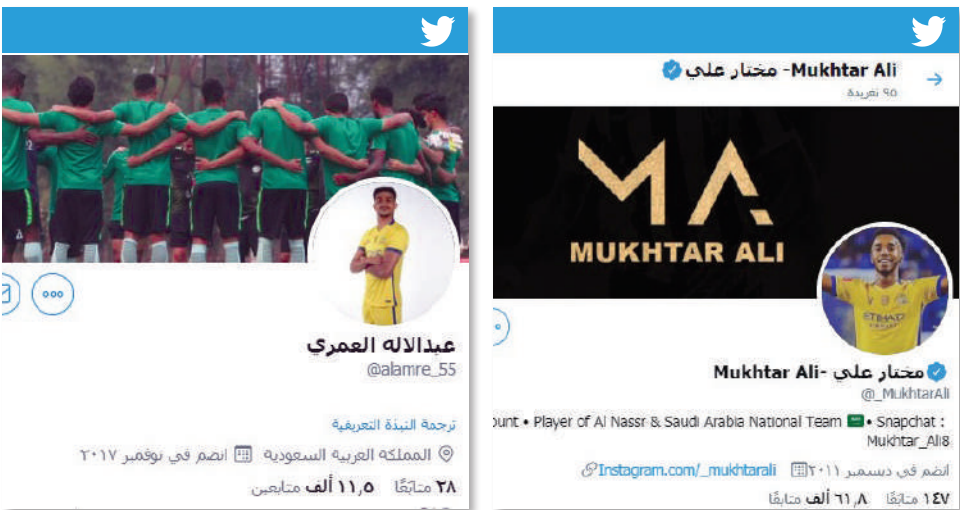 عبدالاله العمري
@alamre_55
ترجمة النبذة التعريفية
المملكة العربية السعودية انضم في نوفمبر ٢٠١٧
٢٨ متابَعًا ١١,٥ ألف متابعين
Mukhtar Ali- مختار علي
٩٥ تغريدة
MA
MUKHTAR ALI
ETIHAD
مختار علي -Mukhtar Ali
@_MukhtarAli
ount • Player of Al Nassr & Saudi Arabia National Team 🇸🇦 • Snapchat :
Mukhtar_Ali8
Instagram.com/_mukhtarali انضم في ديسمبر ٢٠١١
١٤٧ متابَعًا ٦١,٨ ألف متابعًا